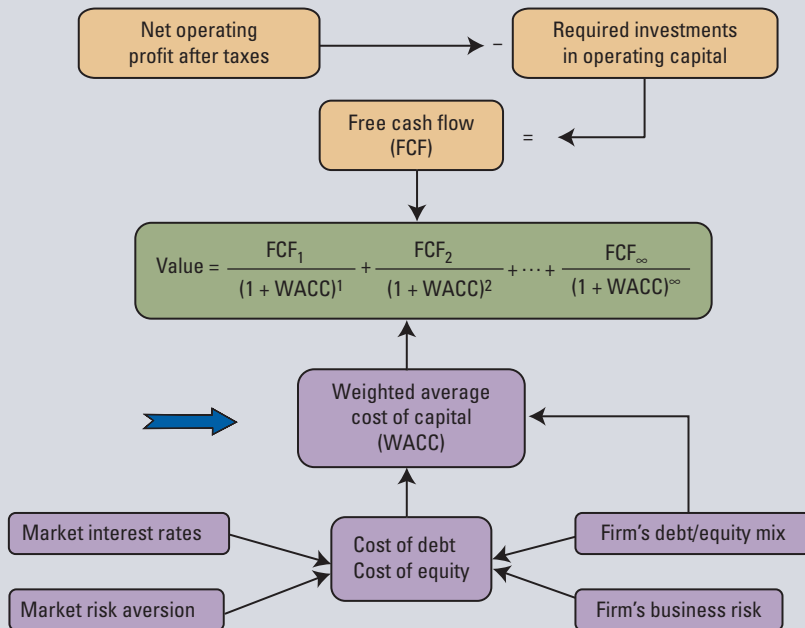 Net operating
profit after taxes
–
Required investments
in operating capital
Free cash flow
(FCF)
=
Value = FCF₁/(1 + WACC)¹ + FCF₂/(1 + WACC)² + ⋯ + FCF∞/(1 + WACC)^∞
Weighted average
cost of capital
(WACC)
Market interest rates
Cost of debt
Cost of equity
Firm's debt/equity mix
Market risk aversion
Firm's business risk